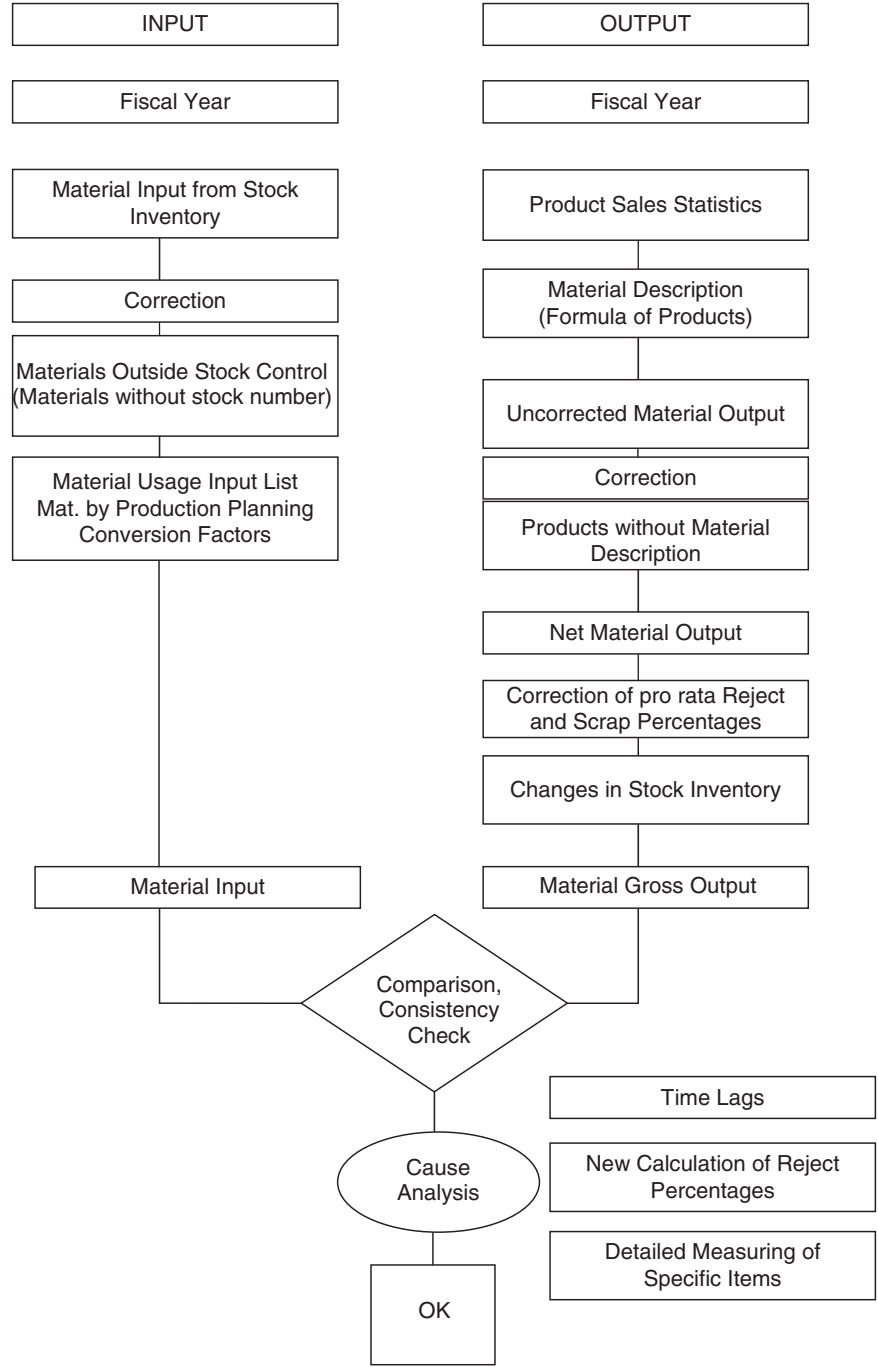 INPUT
Fiscal Year
Material Input from Stock
Inventory
Correction
Materials Outside Stock Control
(Materials without stock number)
Material Usage Input List
Mat. by Production Planning
Conversion Factors
Material Input
OUTPUT
Fiscal Year
Product Sales Statistics
Material Description
(Formula of Products)
Uncorrected Material Output
Correction
Products without Material
Description
Net Material Output
Correction of pro rata Reject
and Scrap Percentages
Changes in Stock Inventory
Material Gross Output
Comparison,
Consistency
Check
Cause
Analysis
OK
Time Lags
New Calculation of Reject
Percentages
Detailed Measuring of
Specific Items